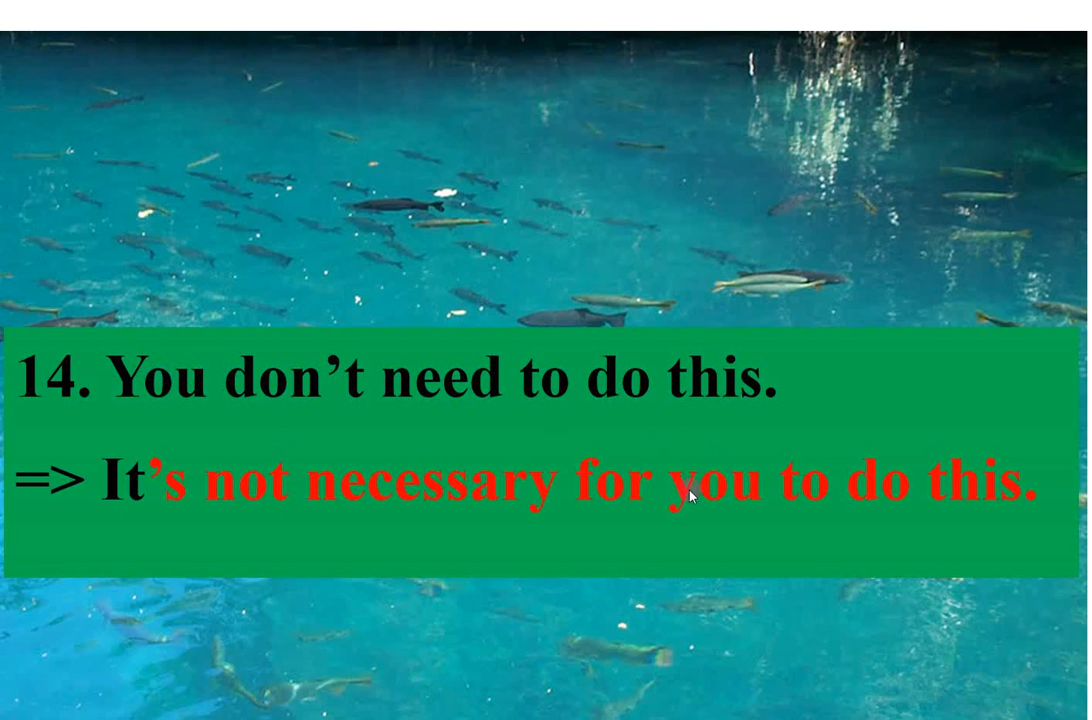 14. You don’t need to do this.
=> It’s not necessary for you to do this.